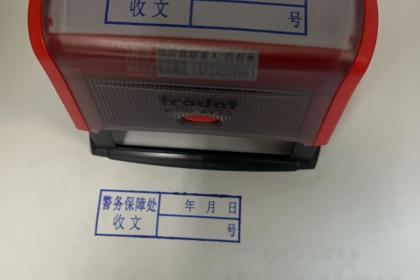 收文
号
trodat
警务保障处
年 月 日
收文
号